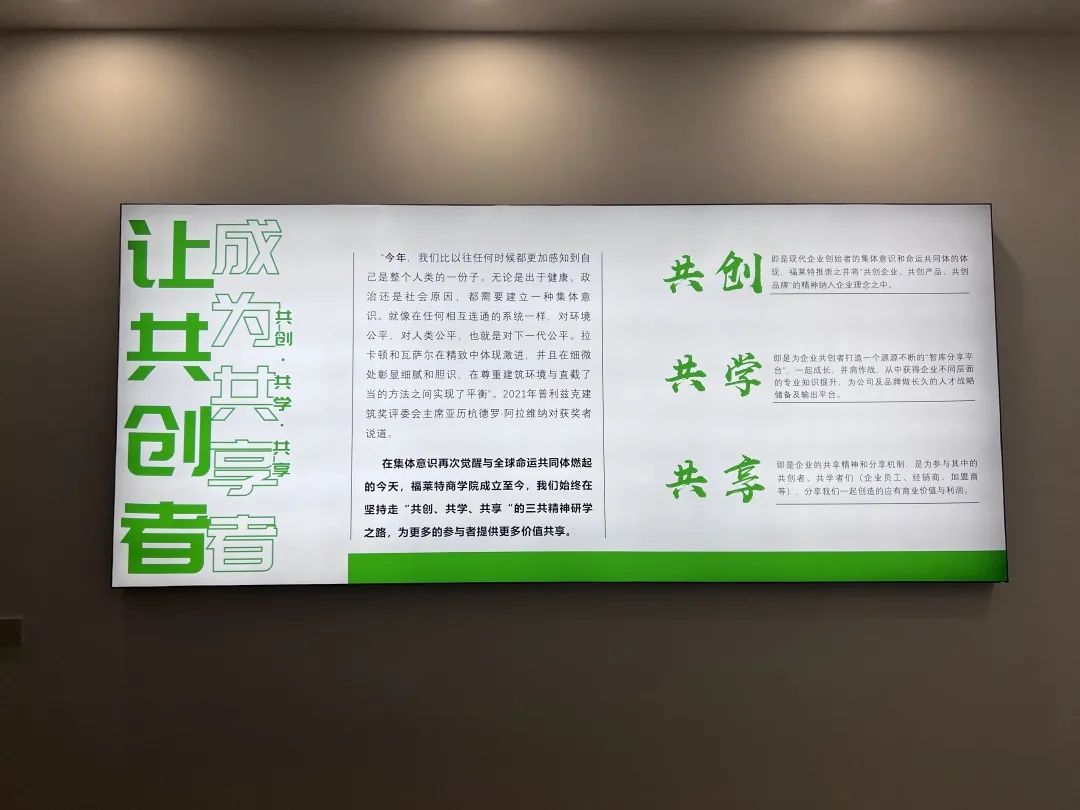 让共创者
成为共享者
共创·共学·共享
“今年，我们比以往任何时候都更加感知到自
己是整个人类的一份子。无论是出于健康、政
治还是社会原因，都需要建立一种集体意
识。就像在任何相互连通的系统一样，对环境
公平，对人类公平，也就是对下一代公平。拉
卡顿和瓦萨尔在精致中体现激进，并且在细微
处彰显细腻和胆识，在尊重建筑环境与直截了
当的方法之间实现了平衡”。2021年普利兹克建
筑奖评委会主席亚历杭德罗·阿拉维纳对获奖者
说道。
在集体意识再次觉醒与全球命运共同体燃起
的今天，福莱特商学院成立至今，我们始终在
坚持走“共创、共学、共享“的三共精神研学
之路，为更多的参与者提供更多价值共享。
共创
即是现代企业创始者的集体意识和命运共同体的体
现，福莱特推崇之并将“共创企业、共创产品、共创
品牌”的精神纳入企业理念之中。
共学
即是为企业共创者打造一个源源不断的“智库分享平
台”，一起成长，并肩作战，从中获得企业不同层面
的专业知识提升，为公司及品牌做长久的人才战略
储备及输出平台。
共享
即是企业的共享精神和分享机制，是为参与其中的
共创者、共学者们（企业员工、经销商、加盟商
等），分享我们一起创造的应有商业价值与利润。